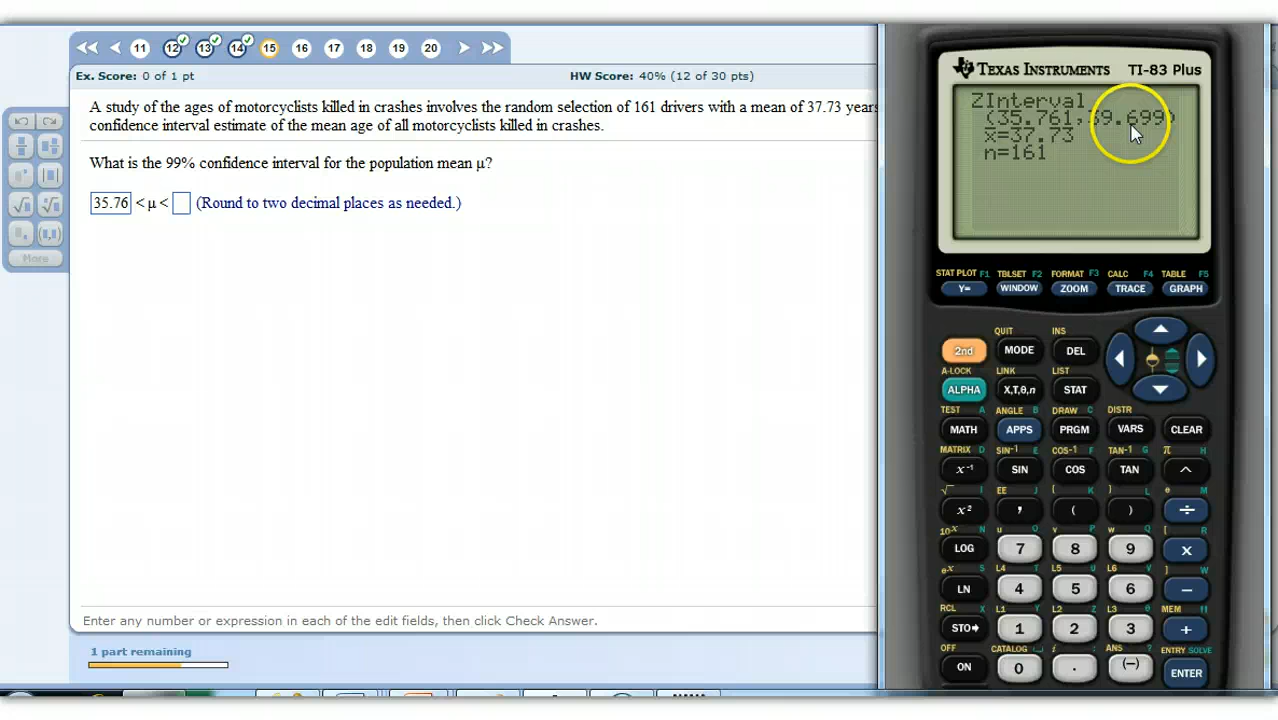 11 12 13 14 15 16 17 18 19 20
Ex. Score: 0 of 1 pt
HW Score: 40% (12 of 30 pts)
A study of the ages of motorcyclists killed in crashes involves the random selection of 161 drivers with a mean of 37.73 years
confidence interval estimate of the mean age of all motorcyclists killed in crashes.
What is the 99% confidence interval for the population mean μ?
35.76 < μ < (Round to two decimal places as needed.)
More
Enter any number or expression in each of the edit fields, then click Check Answer.
1 part remaining
TEXAS INSTRUMENTS TI-83 Plus
ZInterval
(35.761,39.699)
x̅=37.73
n=161
STAT PLOT F1 TBLSET F2 FORMAT F3 CALC F4 TABLE F5
Y= WINDOW ZOOM TRACE GRAPH
QUIT INS
2nd MODE DEL
A-LOCK LINK LIST
ALPHA X,T,θ,n STAT
TEST A ANGLE B DRAW C DISTR
MATH APPS PRGM VARS CLEAR
MATRIX D SIN⁻¹ E COS⁻¹ F TAN⁻¹ G π H
x⁻¹ SIN COS TAN ^
√ I EE J { K } L e M
x² , ( ) ÷
10ˣ N u O v P w Q [ R
LOG 7 8 9 x
eˣ S L4 T L5 U L6 V ] W
LN 4 5 6 −
RCL X L1 Y L2 Z L3 θ MEM "
STO➔ 1 2 3 +
OFF CATALOG : ANS ? ENTRY SOLVE
ON 0 . (−) ENTER